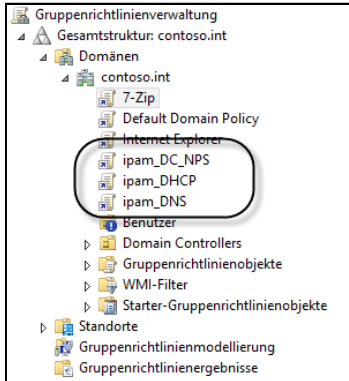 Gruppenrichtlinienverwaltung
Gesamtstruktur: contoso.int
Domänen
contoso.int
7-Zip
Default Domain Policy
Internet Explorer
ipam_DC_NPS
ipam_DHCP
ipam_DNS
Benutzer
Domain Controllers
Gruppenrichtlinienobjekte
WMI-Filter
Starter-Gruppenrichtlinienobjekte
Standorte
Gruppenrichtlinienmodellierung
Gruppenrichtlinienergebnisse